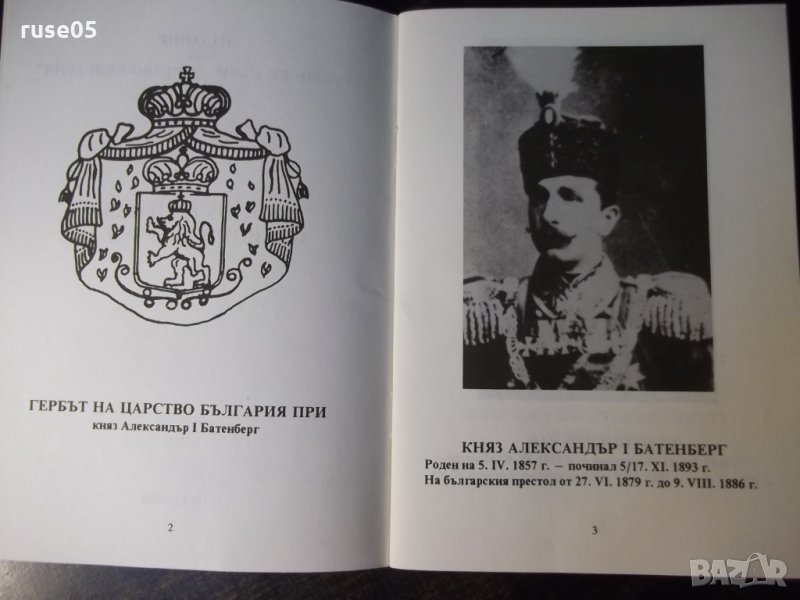 ruse05
ГЕРБЪТ НА ЦАРСТВО БЪЛГАРИЯ ПРИ
княз Александър I Батенберг
2
КНЯЗ АЛЕКСАНДЪР I БАТЕНБЕРГ
Роден на 5. IV. 1857 г. – починал 5/17. XI. 1893 г.
На българския престол от 27. VI. 1879 г. до 9. VIII. 1886 г.
3
BAZAR